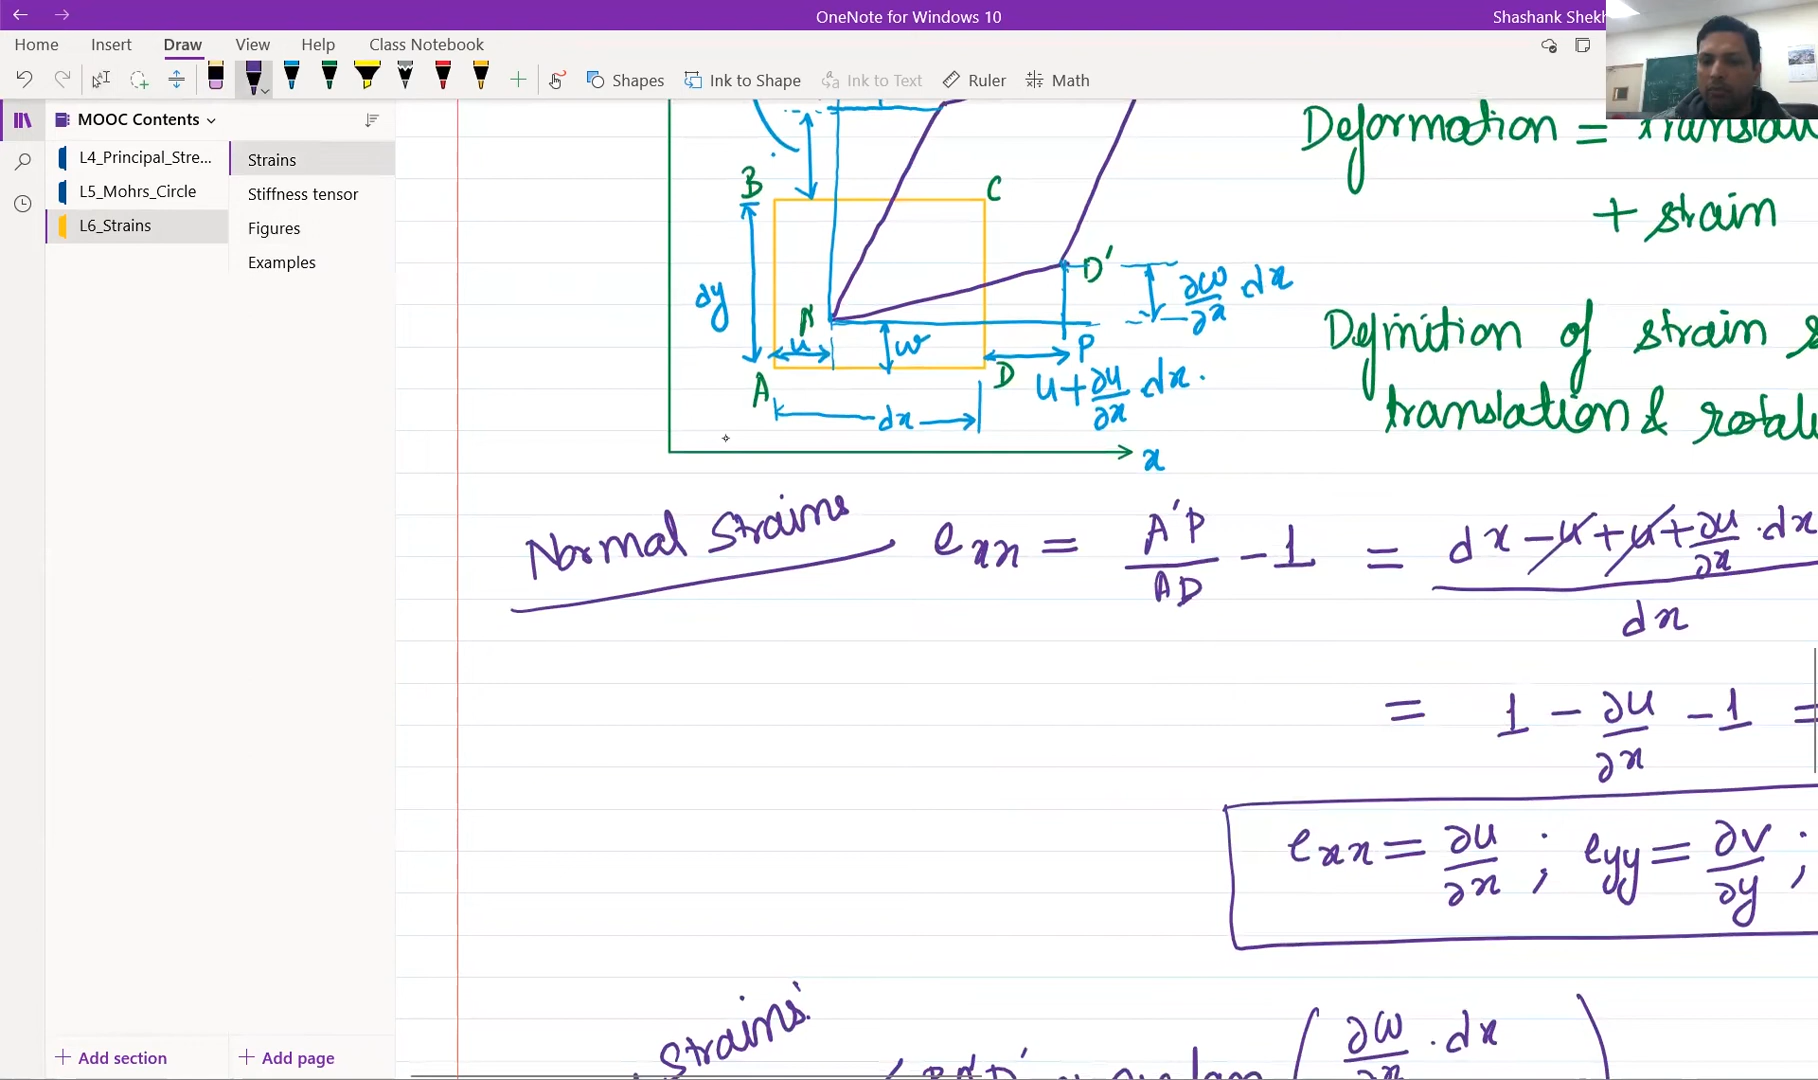 OneNote for Windows 10
Shashank Shekh
Home Insert Draw View Help Class Notebook
Shapes Ink to Shape Ink to Text Ruler Math
MOOC Contents
L4_Principal_Stre...
L5_Mohrs_Circle
L6_Strains
Strains
Stiffness tensor
Figures
Examples
Deformation =
+ strain
B C
dy
A' u w P D'
∂w/∂x dx
A D u + ∂u/∂x dx.
dx
x
Definition of strain
translation &
Normal Strains exx = A'P/AD - 1 = dx - u + u + ∂u/∂x . dx
dx
= 1 - ∂u/∂x - 1 =
exx = ∂u/∂x ; eyy = ∂v/∂y ;
Strains
∂w/∂x . dx
+ Add section
+ Add page